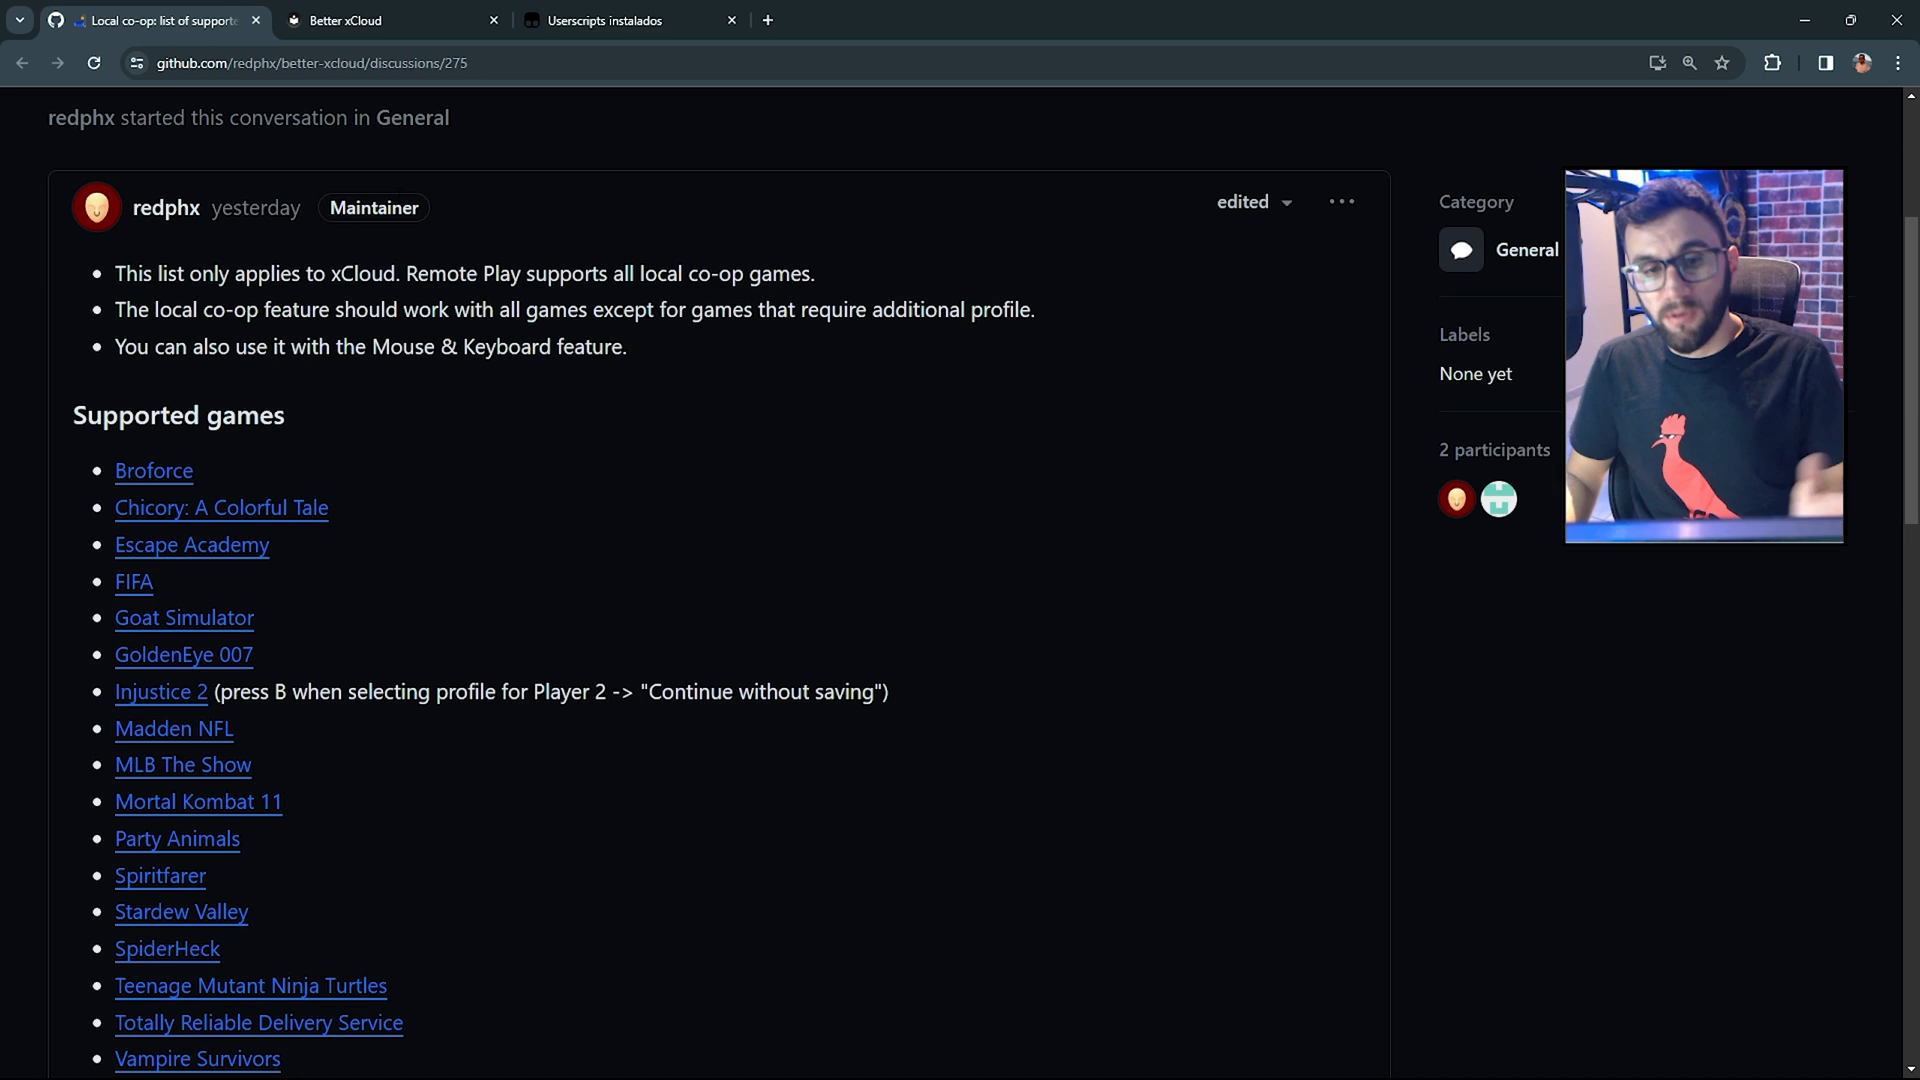 Local co-op: list of supporte
Better xCloud
Userscripts instalados
github.com/redphx/better-xcloud/discussions/275
redphx started this conversation in General
redphx yesterday Maintainer
edited
This list only applies to xCloud. Remote Play supports all local co-op games.
The local co-op feature should work with all games except for games that require additional profile.
You can also use it with the Mouse & Keyboard feature.
Supported games
Broforce
Chicory: A Colorful Tale
Escape Academy
FIFA
Goat Simulator
GoldenEye 007
Injustice 2 (press B when selecting profile for Player 2 -> "Continue without saving")
Madden NFL
MLB The Show
Mortal Kombat 11
Party Animals
Spiritfarer
Stardew Valley
SpiderHeck
Teenage Mutant Ninja Turtles
Totally Reliable Delivery Service
Vampire Survivors
Category
General
Labels
None yet
2 participants